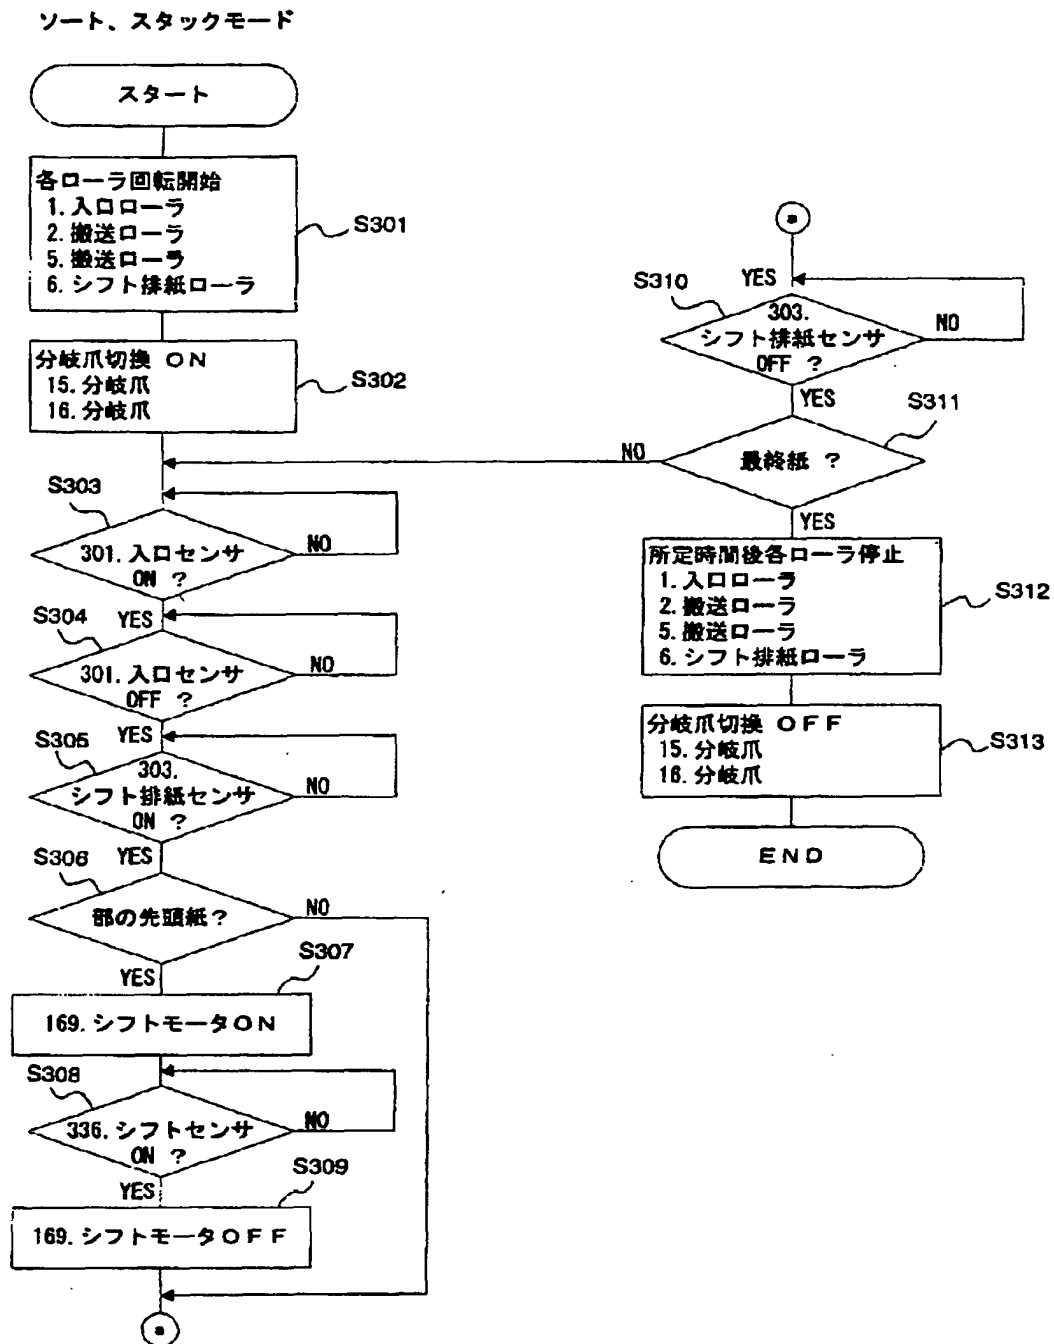 ソート、スタックモード
スタート
各ローラ回転開始
1. 入口ローラ
2. 搬送ローラ
5. 搬送ローラ
6. シフト排紙ローラ
S301
分岐爪切換 ON
15. 分岐爪
16. 分岐爪
S302
S303
301. 入口センサ
ON ?
NO
YES
S304
301. 入口センサ
OFF ?
NO
YES
S305
303.
シフト排紙センサ
ON ?
NO
YES
S306
部の先頭紙?
NO
YES
S307
169. シフトモータON
S308
336. シフトセンサ
ON ?
NO
YES
S309
169. シフトモータOFF
a
a
YES
S310
303.
シフト排紙センサ
OFF ?
NO
YES
S311
最終紙 ?
NO
YES
所定時間後各ローラ停止
1. 入口ローラ
2. 搬送ローラ
5. 搬送ローラ
6. シフト排紙ローラ
S312
分岐爪切換 OFF
15. 分岐爪
16. 分岐爪
S313
END